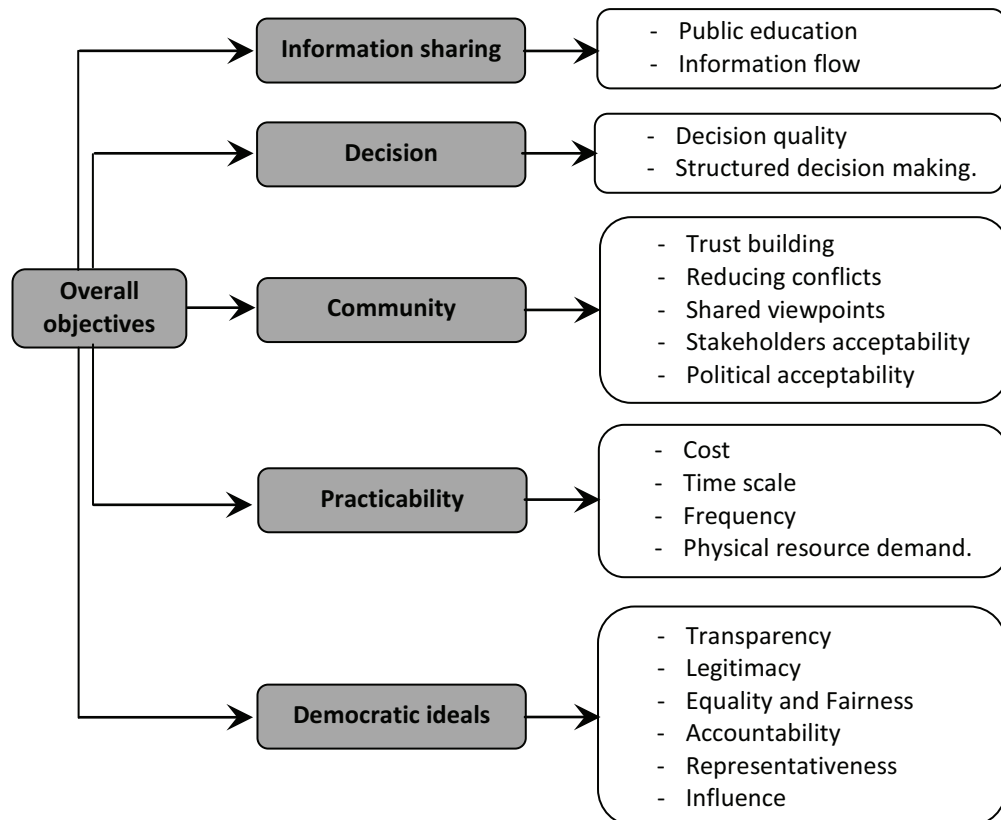 Information sharing
- Public education
- Information flow
Decision
- Decision quality
- Structured decision making.
Overall
objectives
Community
- Trust building
- Reducing conflicts
- Shared viewpoints
- Stakeholders acceptability
- Political acceptability
Practicability
- Cost
- Time scale
- Frequency
- Physical resource demand.
Democratic ideals
- Transparency
- Legitimacy
- Equality and Fairness
- Accountability
- Representativeness
- Influence